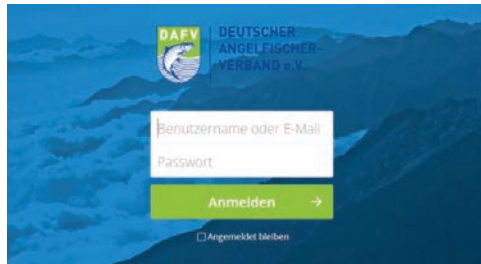 DAFV
DEUTSCHER
ANGELFISCHER-
VERBAND e.V.
Benutzername oder E-Mail
Passwort
Anmelden
Angemeldet bleiben